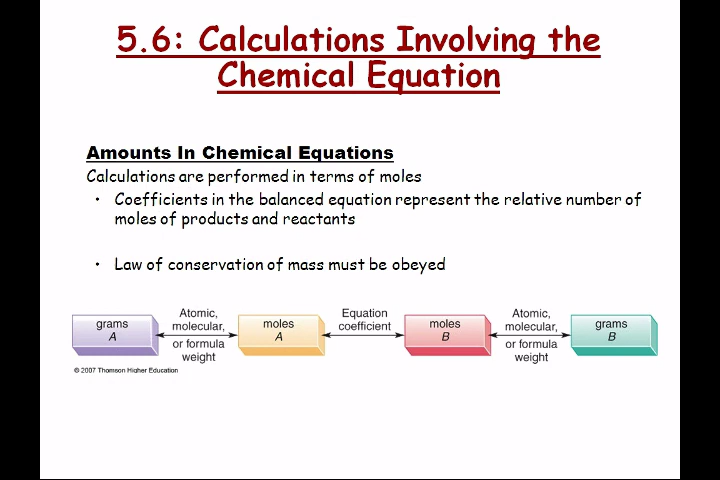 5.6: Calculations Involving the
Chemical Equation
Amounts In Chemical Equations
Calculations are performed in terms of moles
• Coefficients in the balanced equation represent the relative number of
moles of products and reactants
• Law of conservation of mass must be obeyed
grams
A
Atomic,
molecular,
or formula
weight
moles
A
Equation
coefficient
moles
B
Atomic,
molecular,
or formula
weight
grams
B
© 2007 Thomson Higher Education